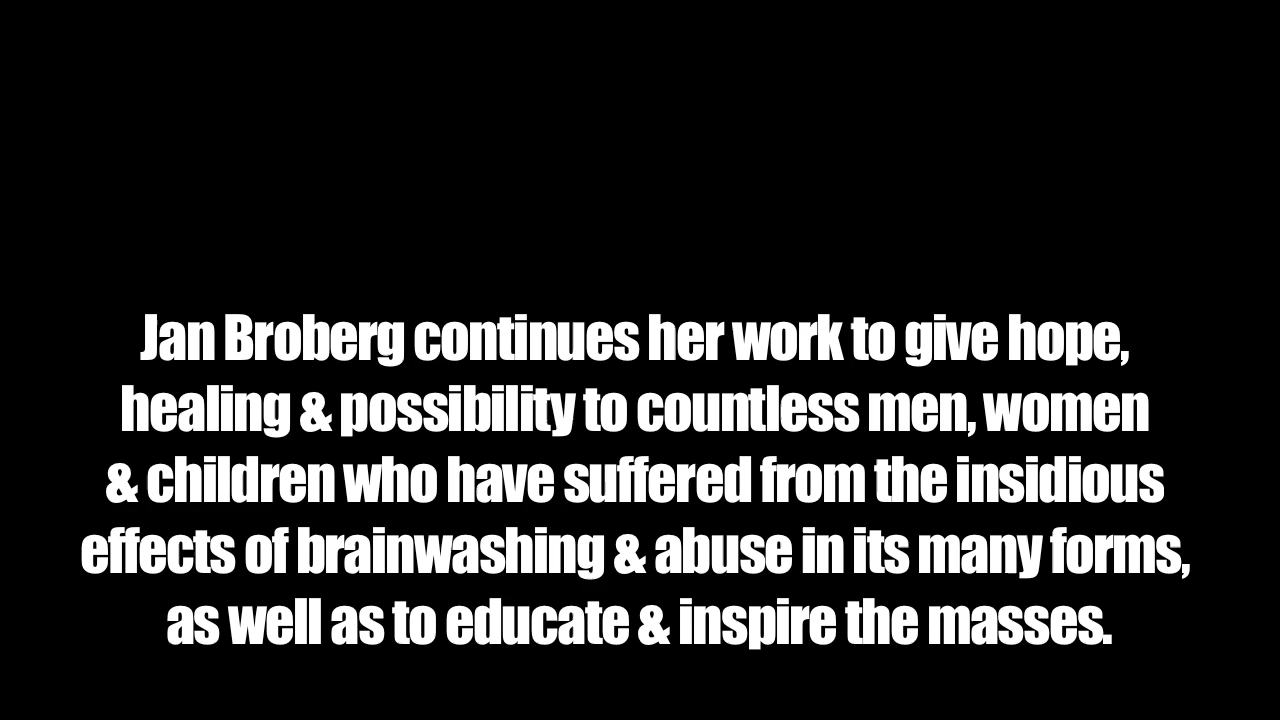 Jan Broberg continues her work to give hope,
healing & possibility to countless men, women
& children who have suffered from the insidious
effects of brainwashing & abuse in its many forms,
as well as to educate & inspire the masses.